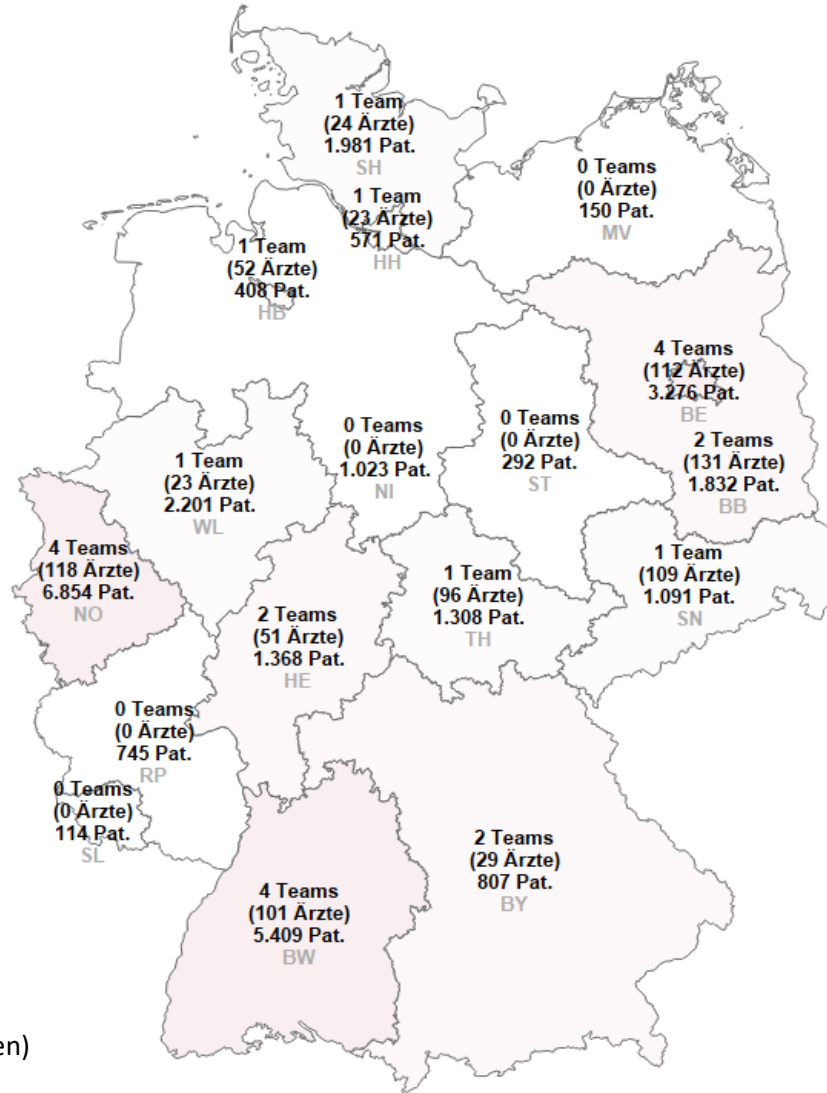 1 Team
(24 Ärzte)
1.981 Pat.
SH
0 Teams
(0 Ärzte)
150 Pat.
MV
1 Team
(23 Ärzte)
571 Pat.
HH
1 Team
(52 Ärzte)
408 Pat.
HB
4 Teams
(112 Ärzte)
3.276 Pat.
BE
0 Teams
(0 Ärzte)
1.023 Pat.
NI
0 Teams
(0 Ärzte)
292 Pat.
ST
2 Teams
(131 Ärzte)
1.832 Pat.
BB
1 Team
(23 Ärzte)
2.201 Pat.
WL
4 Teams
(118 Ärzte)
6.854 Pat.
NO
1 Team
(109 Ärzte)
1.091 Pat.
SN
1 Team
(96 Ärzte)
1.308 Pat.
TH
2 Teams
(51 Ärzte)
1.368 Pat.
HE
0 Teams
(0 Ärzte)
745 Pat.
RP
0 Teams
(0 Ärzte)
114 Pat.
SL
2 Teams
(29 Ärzte)
807 Pat.
BY
4 Teams
(101 Ärzte)
5.409 Pat.
BW
en)